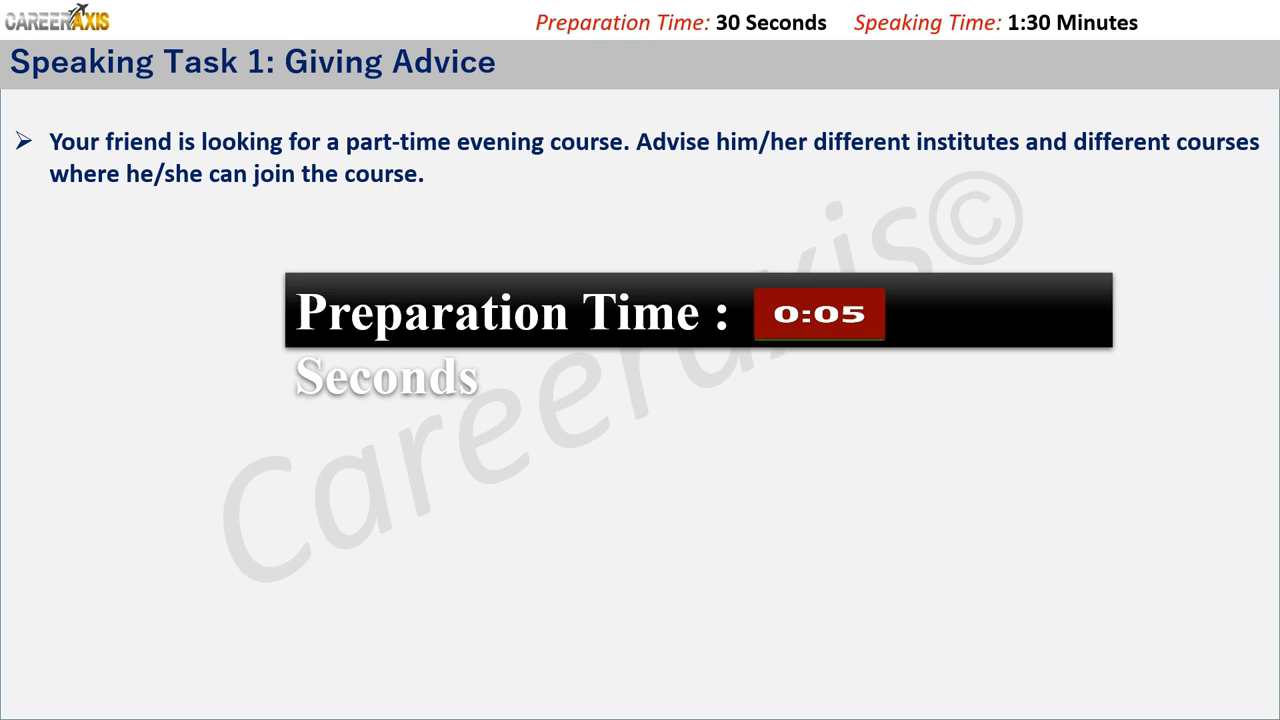 CAREERAXIS
Preparation Time: 30 Seconds Speaking Time: 1:30 Minutes
Speaking Task 1: Giving Advice
Your friend is looking for a part-time evening course. Advise him/her different institutes and different courses
where he/she can join the course.
Preparation Time : 0:05
Seconds
Careeraxis©